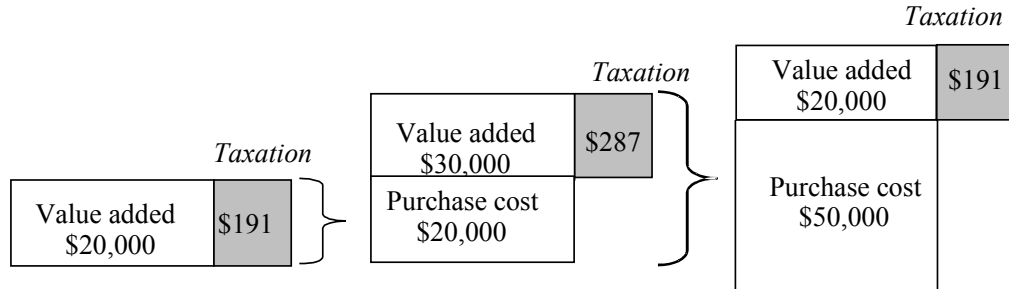 Taxation
Value added
$20,000
$191
Taxation
Value added
$30,000
$287
Purchase cost
$20,000
Taxation
Value added
$20,000
$191
Purchase cost
$50,000